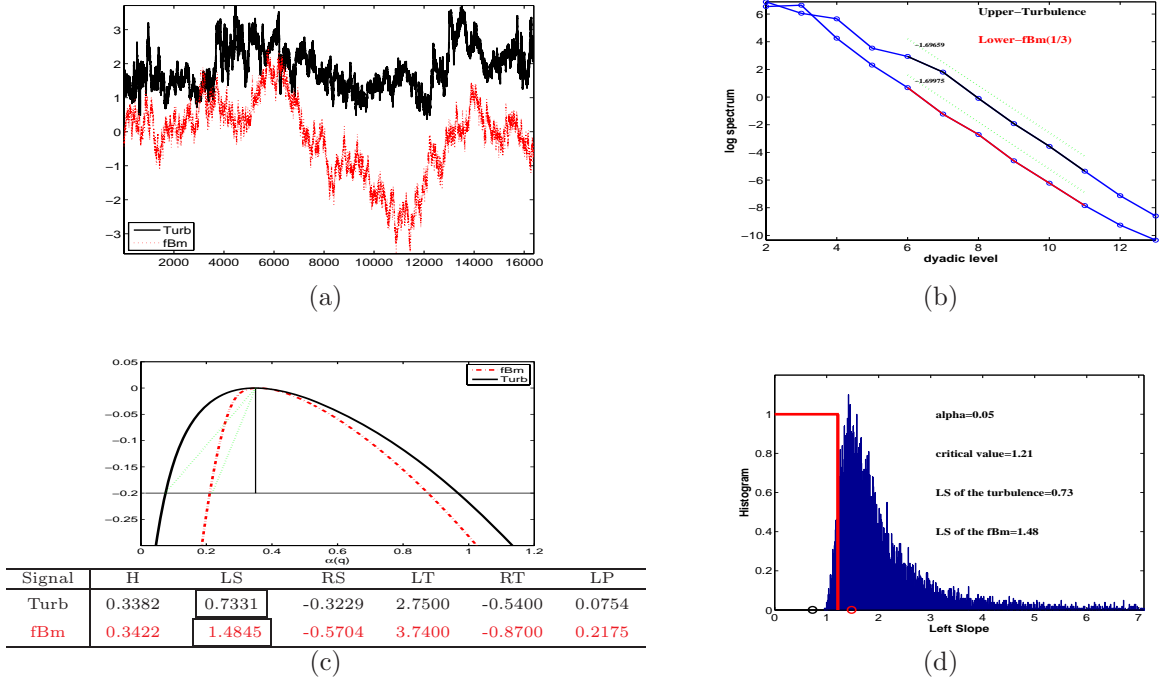 3
2
1
0
−1
−2
−3
Turb
fBm
2000 4000 6000 8000 10000 12000 14000 16000
(a)
6
4
2
0
−2
−4
−6
−8
−10
log spectrum
Upper−Turbulence
Lower−fBm(1/3)
−1.69659
−1.69975
2 4 6 8 10 12
dyadic level
(b)
0.05
0
−0.05
−0.1
−0.15
−0.2
−0.25
fBm
Turb
0 0.2 0.4 0.6 0.8 1 1.2
α(q)
Signal H LS RS LT RT LP
Turb 0.3382 0.7331 -0.3229 2.7500 -0.5400 0.0754
fBm 0.3422 1.4845 -0.5704 3.7400 -0.8700 0.2175
(c)
1
0.8
0.6
0.4
0.2
0
Histogram
alpha=0.05
critical value=1.21
LS of the turbulence=0.73
LS of the fBm=1.48
0 1 2 3 4 5 6 7
Left Slope
(d)